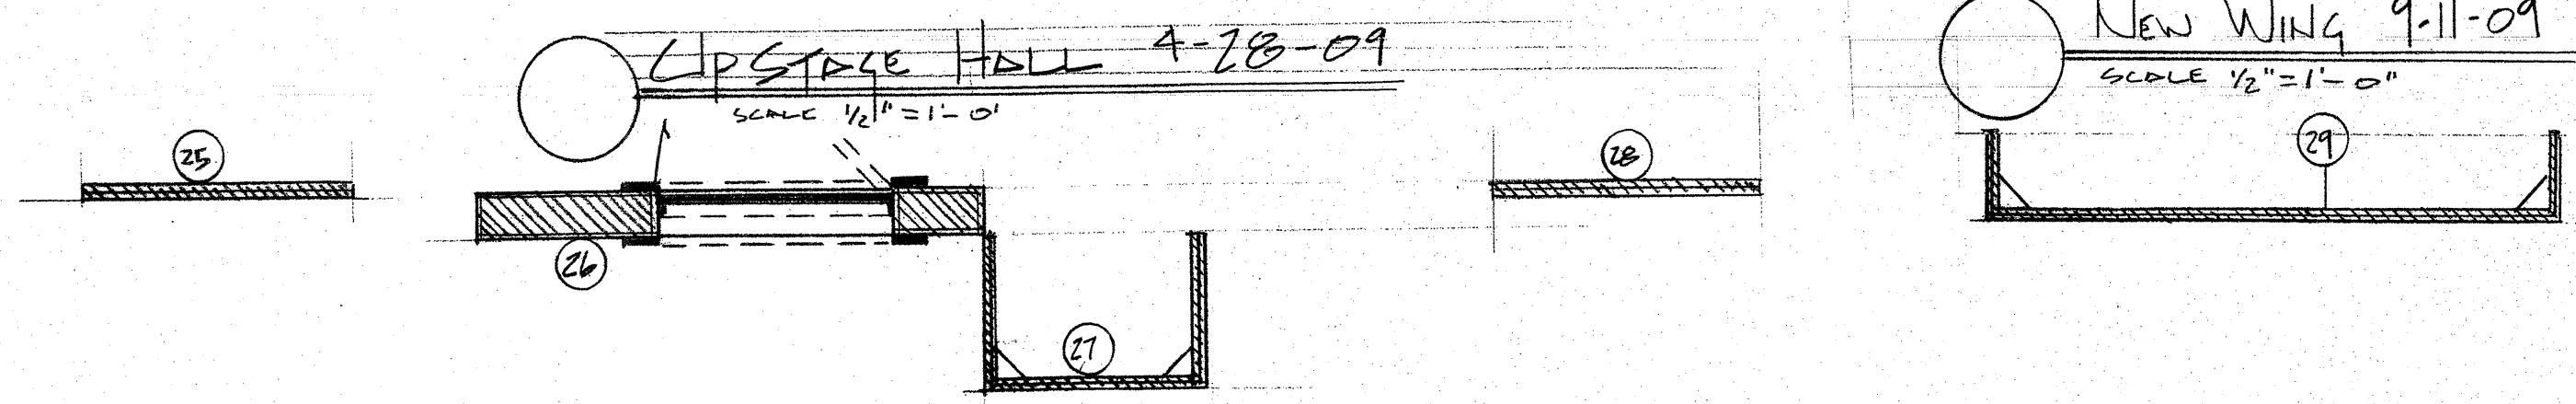 UPSTAGE HALL 4-28-09
SCALE 1/2" = 1'-0"
NEW WING 9-11-09
SCALE 1/2" = 1'-0"
25
26
27
28
29